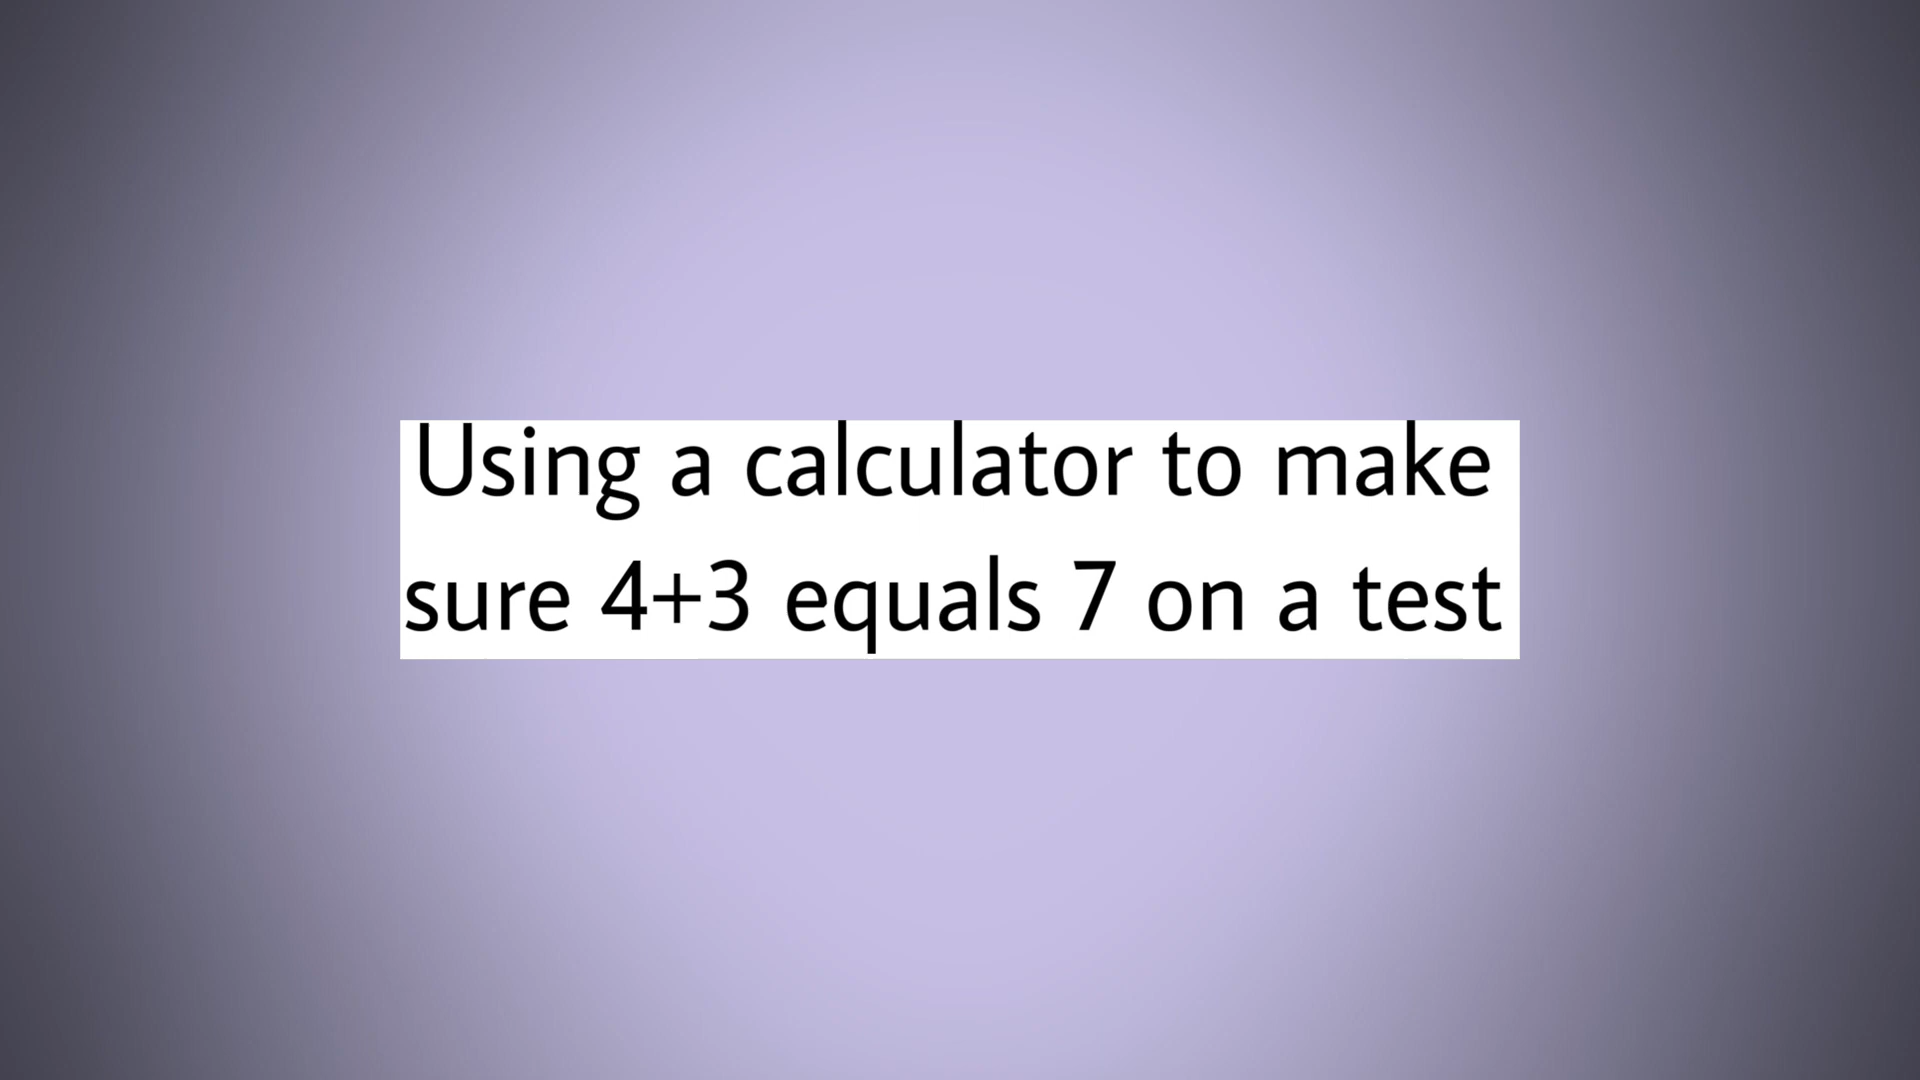 Using a calculator to make
sure 4+3 equals 7 on a test